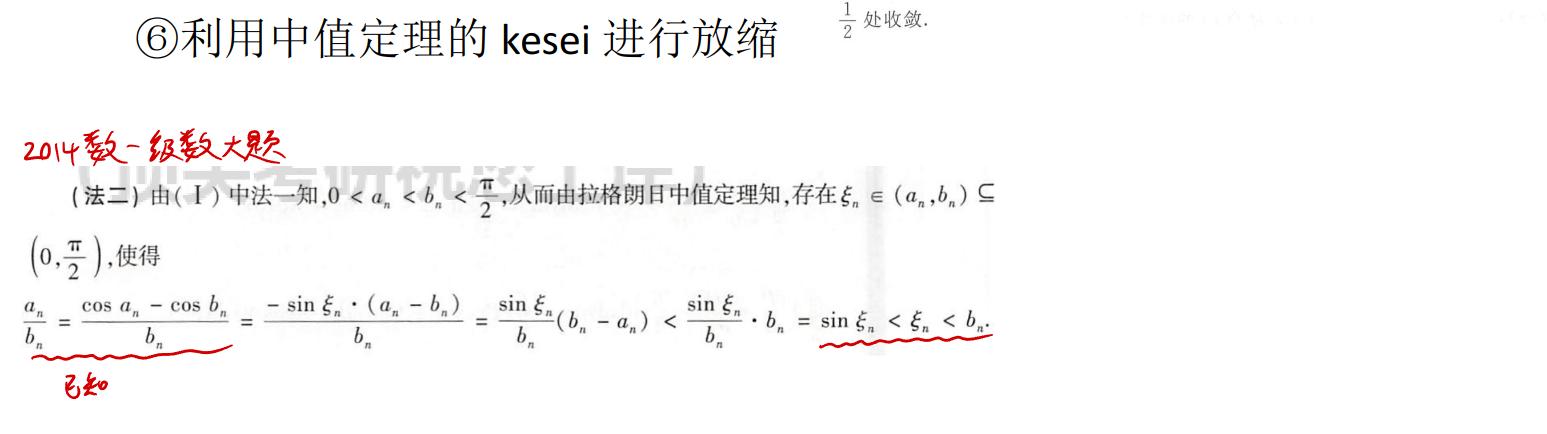 ⑥利用中值定理的 kesei 进行放缩
$\frac{1}{2}$ 处收敛.
2014数一级数大题
(法二) 由(Ⅰ)中法一知,$0 < a_n < b_n < \frac{\pi}{2}$,从而由拉格朗日中值定理知,存在 $\xi_n \in (a_n, b_n) \subseteq$
$\left(0, \frac{\pi}{2}\right)$,使得
$\frac{a_n}{b_n} = \frac{\cos a_n - \cos b_n}{b_n} = \frac{-\sin \xi_n \cdot (a_n - b_n)}{b_n} = \frac{\sin \xi_n}{b_n}(b_n - a_n) < \frac{\sin \xi_n}{b_n} \cdot b_n = \sin \xi_n < \xi_n < b_n.$
已知